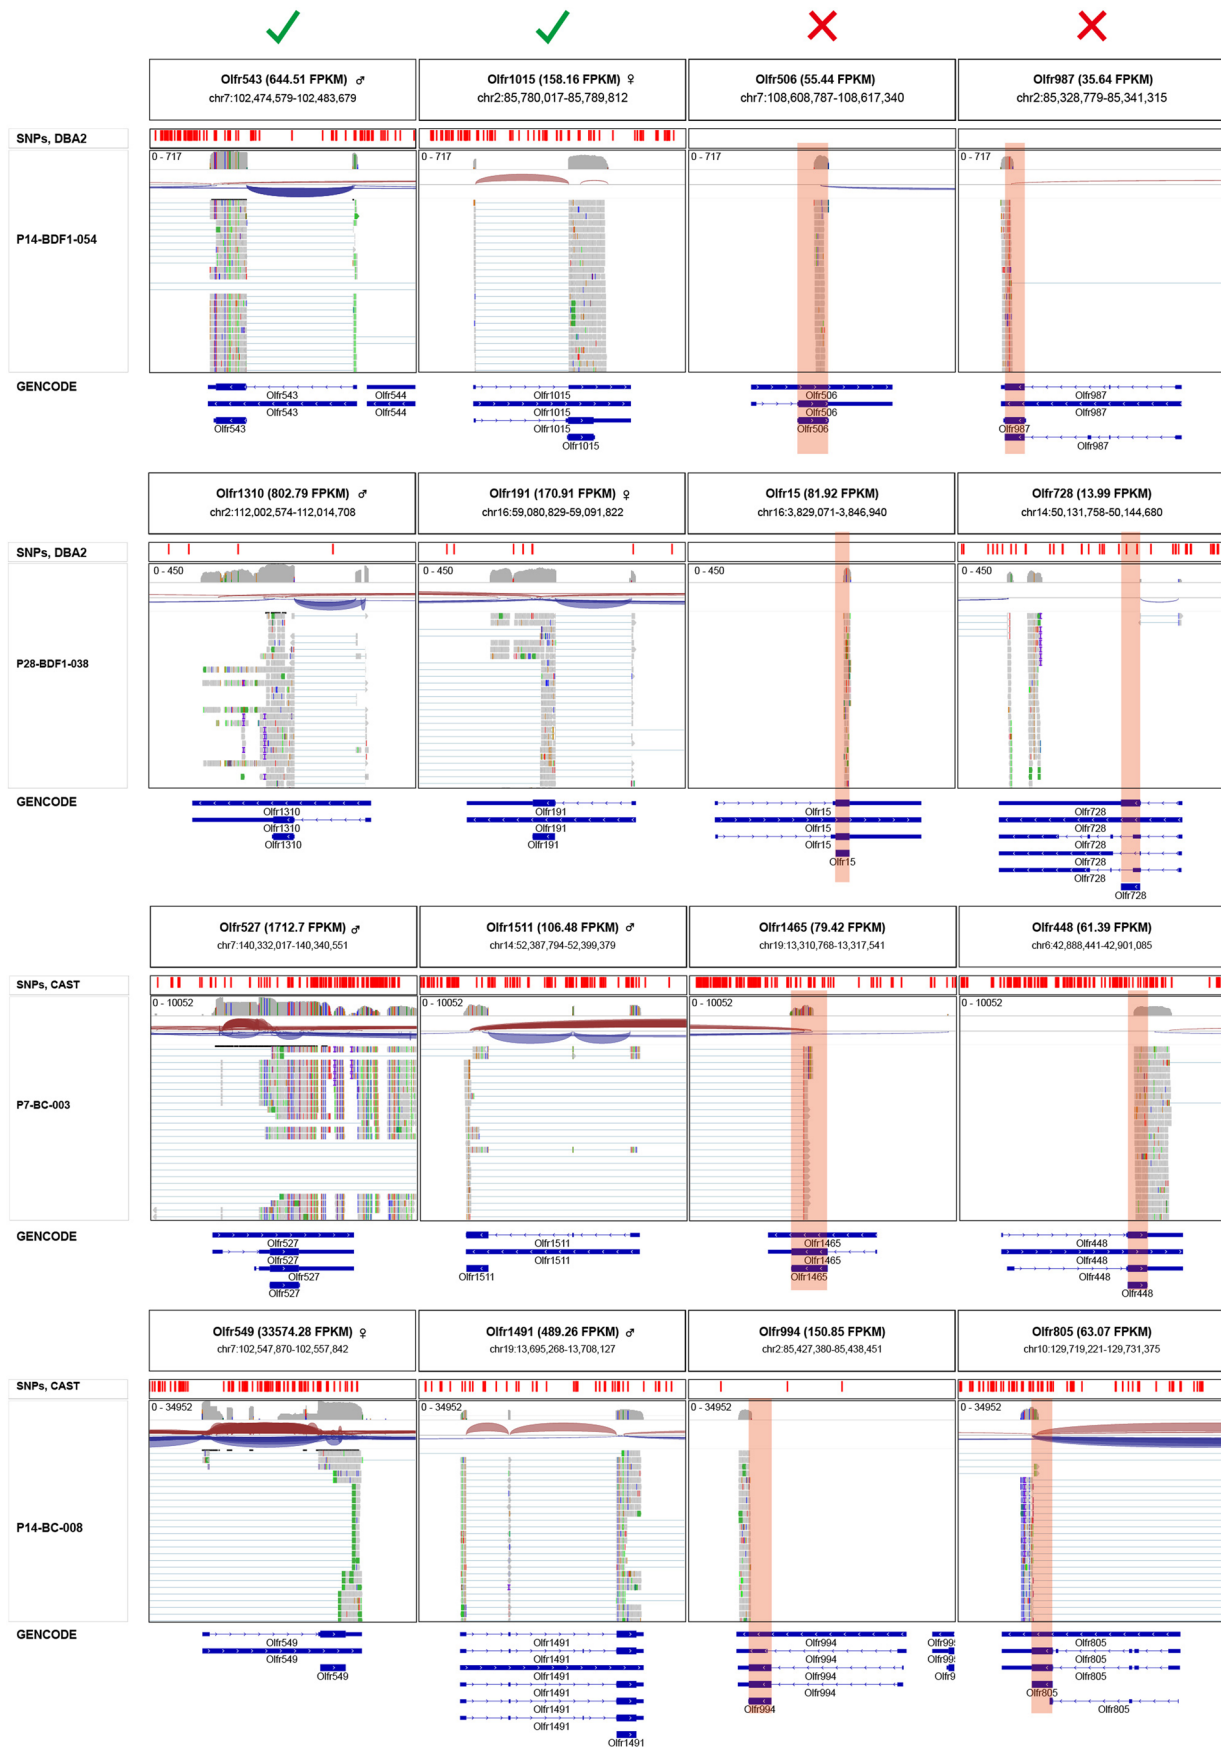 Olfr543 (644.51 FPKM) ♂
chr7:102,474,579-102,483,679
Olfr1015 (158.16 FPKM) ♀
chr2:85,780,017-85,789,812
Olfr506 (55.44 FPKM)
chr7:108,608,787-108,617,340
Olfr987 (35.64 FPKM)
chr2:85,328,779-85,341,315
SNPs, DBA2
0 - 717
0 - 717
0 - 717
0 - 717
P14-BDF1-054
GENCODE
Olfr543 Olfr544 Olfr1015 Olfr506 Olfr987
Olfr543 Olfr544 Olfr1015 Olfr506 Olfr987
Olfr543 Olfr1015 Olfr506 Olfr987 Olfr987
Olfr1310 (802.79 FPKM) ♂
chr2:112,002,574-112,014,708
Olfr191 (170.91 FPKM) ♀
chr16:59,080,829-59,091,822
Olfr15 (81.92 FPKM)
chr16:3,829,071-3,846,940
Olfr728 (13.99 FPKM)
chr14:50,131,758-50,144,680
SNPs, DBA2
0 - 450
0 - 450
0 - 450
0 - 450
P28-BDF1-038
GENCODE
Olfr1310 Olfr191 Olfr15 Olfr728
Olfr1310 Olfr191 Olfr15 Olfr728
Olfr1310 Olfr191 Olfr15 Olfr728
Olfr728
Olfr728
Olfr527 (1712.7 FPKM) ♂
chr7:140,332,017-140,340,551
Olfr1511 (106.48 FPKM) ♂
chr14:52,387,794-52,399,379
Olfr1465 (79.42 FPKM)
chr19:13,310,768-13,317,541
Olfr448 (61.39 FPKM)
chr6:42,888,441-42,901,085
SNPs, CAST
0 - 10052
0 - 10052
0 - 10052
0 - 10052
P7-BC-003
GENCODE
Olfr527 Olfr1511 Olfr1465 Olfr448
Olfr527 Olfr1511 Olfr1465 Olfr448
Olfr527 Olfr1511 Olfr1465 Olfr448
Olfr527
Olfr549 (33574.28 FPKM) ♀
chr7:102,547,870-102,557,842
Olfr1491 (489.26 FPKM) ♂
chr19:13,695,268-13,708,127
Olfr994 (150.85 FPKM)
chr2:85,427,380-85,438,451
Olfr805 (63.07 FPKM)
chr10:129,719,221-129,731,375
SNPs, CAST
0 - 34952
0 - 34952
0 - 34952
0 - 34952
P14-BC-008
GENCODE
Olfr549 Olfr1491 Olfr994 Olfr805
Olfr549 Olfr1491 Olfr994 Olfr805
Olfr549 Olfr1491 Olfr994 Olfr805
Olfr1491 Olfr994 Olfr805
Olfr1491 Olfr805
Olfr1491
Olfr1491